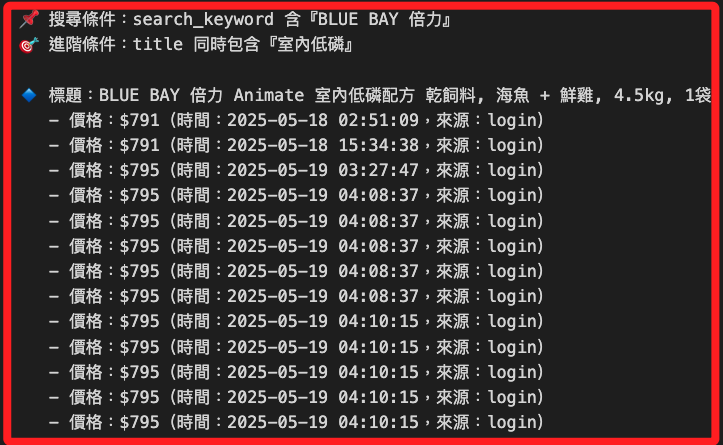 📌 搜尋條件：search_keyword 含『BLUE BAY 倍力』
🎯 進階條件：title 同時包含『室內低磷』
🔹 標題：BLUE BAY 倍力 Animate 室內低磷配方 乾飼料, 海魚 + 鮮雞, 4.5kg, 1袋
- 價格：$791（時間：2025-05-18 02:51:09，來源：login）
- 價格：$791（時間：2025-05-18 15:34:38，來源：login）
- 價格：$795（時間：2025-05-19 03:27:47，來源：login）
- 價格：$795（時間：2025-05-19 04:08:37，來源：login）
- 價格：$795（時間：2025-05-19 04:08:37，來源：login）
- 價格：$795（時間：2025-05-19 04:08:37，來源：login）
- 價格：$795（時間：2025-05-19 04:08:37，來源：login）
- 價格：$795（時間：2025-05-19 04:08:37，來源：login）
- 價格：$795（時間：2025-05-19 04:10:15，來源：login）
- 價格：$795（時間：2025-05-19 04:10:15，來源：login）
- 價格：$795（時間：2025-05-19 04:10:15，來源：login）
- 價格：$795（時間：2025-05-19 04:10:15，來源：login）
- 價格：$795（時間：2025-05-19 04:10:15，來源：login）